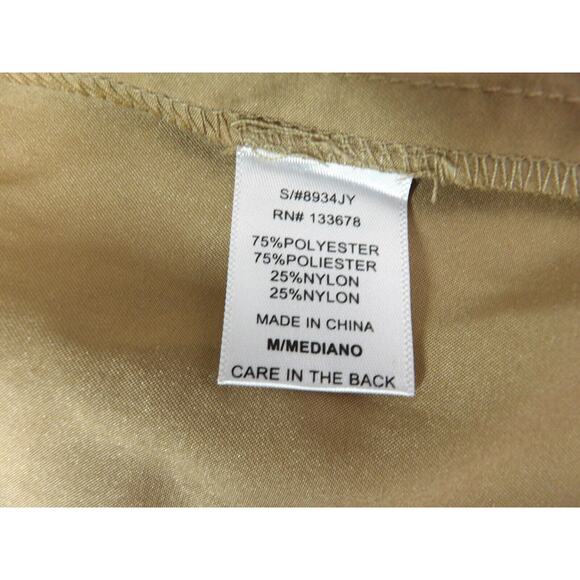 S/#8934JY
RN# 133678
75%POLYESTER
75%POLIESTER
25%NYLON
25%NYLON
MADE IN CHINA
M/MEDIANO
CARE IN THE BACK